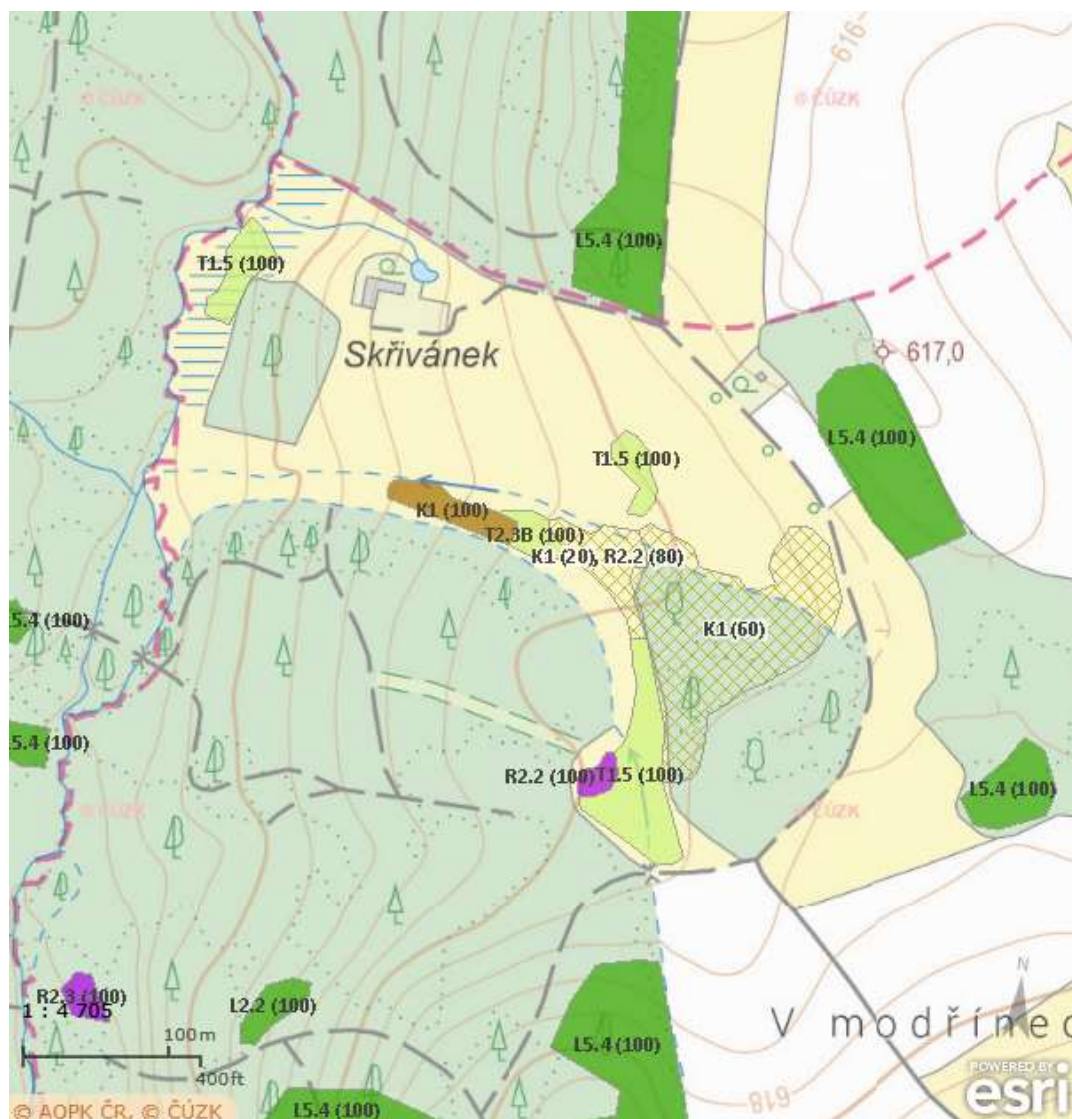 616
© ČÚZK
© ČÚZK
L5.4 (100)
T1.5 (100)
Skřivánek
617,0
L5.4 (100)
T1.5 (100)
K1 (100)
T2.3B (100)
K1 (20), R2.2 (80)
5.4 (100)
K1 (60)
5.4 (100)
R2.2 (100)
T1.5 (100)
L5.4 (100)
© ČÚZK
© ČÚZK
R2.3 (100)
L2.2 (100)
1 : 4 705
100m
400ft
L5.4 (100)
V modřínec
N
POWERED BY
esri
618
© AOPK ČR, © ČÚZK
L5.4 (100)